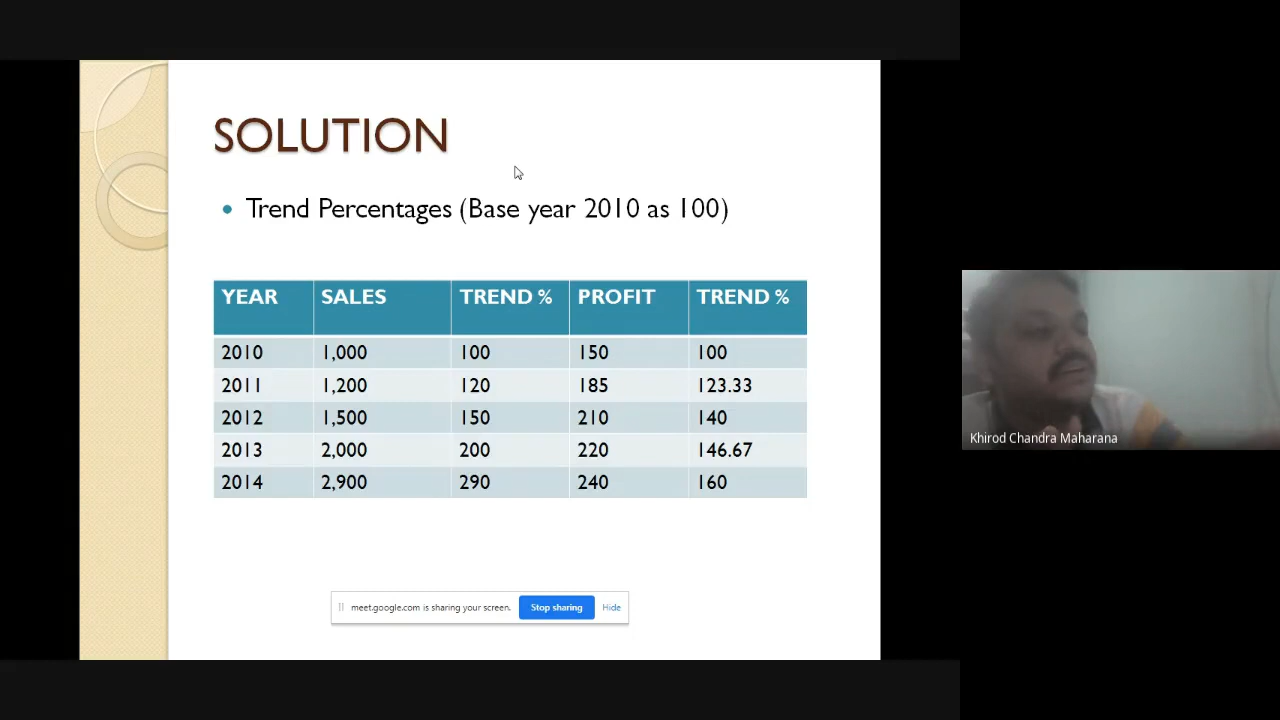 SOLUTION
• Trend Percentages (Base year 2010 as 100)
YEAR SALES TREND % PROFIT TREND %
2010 1,000 100 150 100
2011 1,200 120 185 123.33
2012 1,500 150 210 140
2013 2,000 200 220 146.67
2014 2,900 290 240 160
Khirod Chandra Maharana
meet.google.com is sharing your screen. Stop sharing Hide